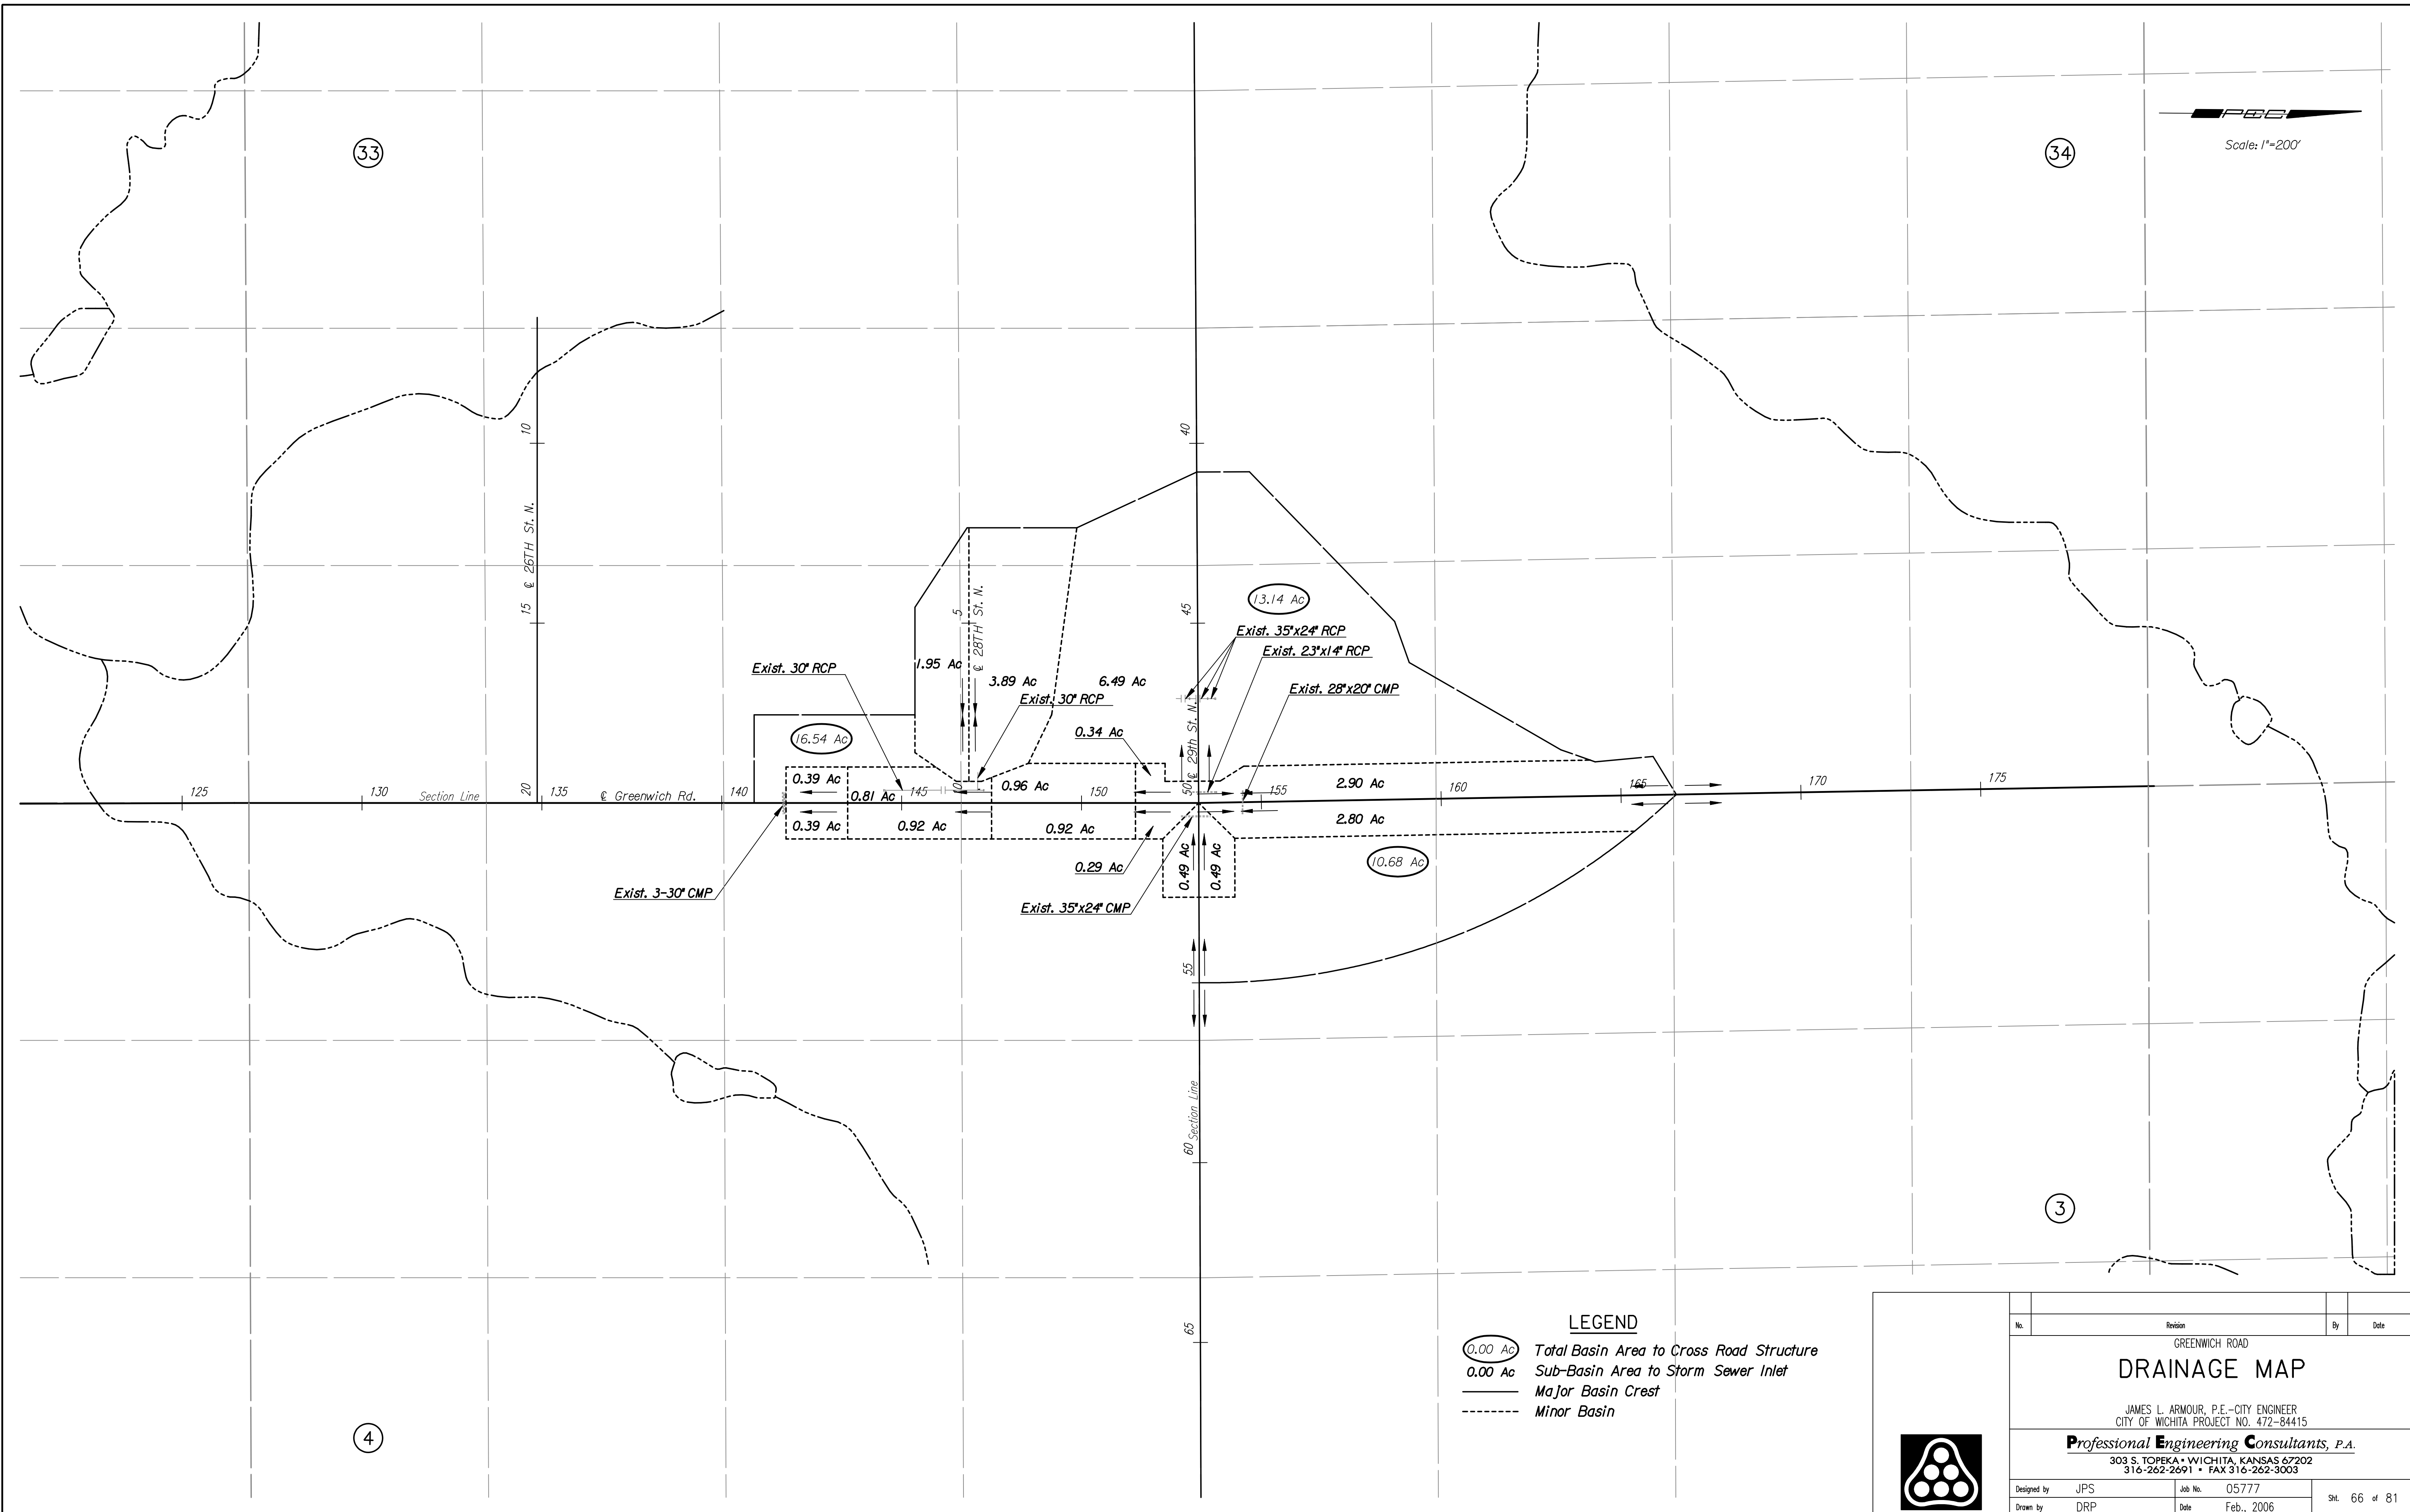 33
34
PEC
Scale: 1"=200'
10
40
15
℄ 26TH St. N.
5
℄ 28TH St. N.
45
13.14 Ac
Exist. 35"x24" RCP
Exist. 23"x14" RCP
Exist. 30" RCP
1.95 Ac
3.89 Ac
6.49 Ac
Exist. 28"x20" CMP
Exist. 30" RCP
0.34 Ac
℄ 29th St. N.
16.54 Ac
0.39 Ac
0.96 Ac
2.90 Ac
125
130
Section Line
20
135
℄ Greenwich Rd.
140
0.81 Ac
145
0
150
50
155
160
165
170
175
0.39 Ac
0.92 Ac
0.92 Ac
2.80 Ac
0.29 Ac
0.49 Ac
0.49 Ac
10.68 Ac
Exist. 3-30" CMP
Exist. 35"x24" CMP
55
Section Line
60
3
65
4
LEGEND
0.00 Ac Total Basin Area to Cross Road Structure
0.00 Ac Sub-Basin Area to Storm Sewer Inlet
Major Basin Crest
Minor Basin
No. Revision By Date
GREENWICH ROAD
DRAINAGE MAP
JAMES L. ARMOUR, P.E.-CITY ENGINEER
CITY OF WICHITA PROJECT NO. 472-84415
Professional Engineering Consultants, P.A.
303 S. TOPEKA • WICHITA, KANSAS 67202
316-262-2691 • FAX 316-262-3003
Designed by JPS Job No. 05777
Sht. 66 of 81
Drawn by DRP Date Feb., 2006